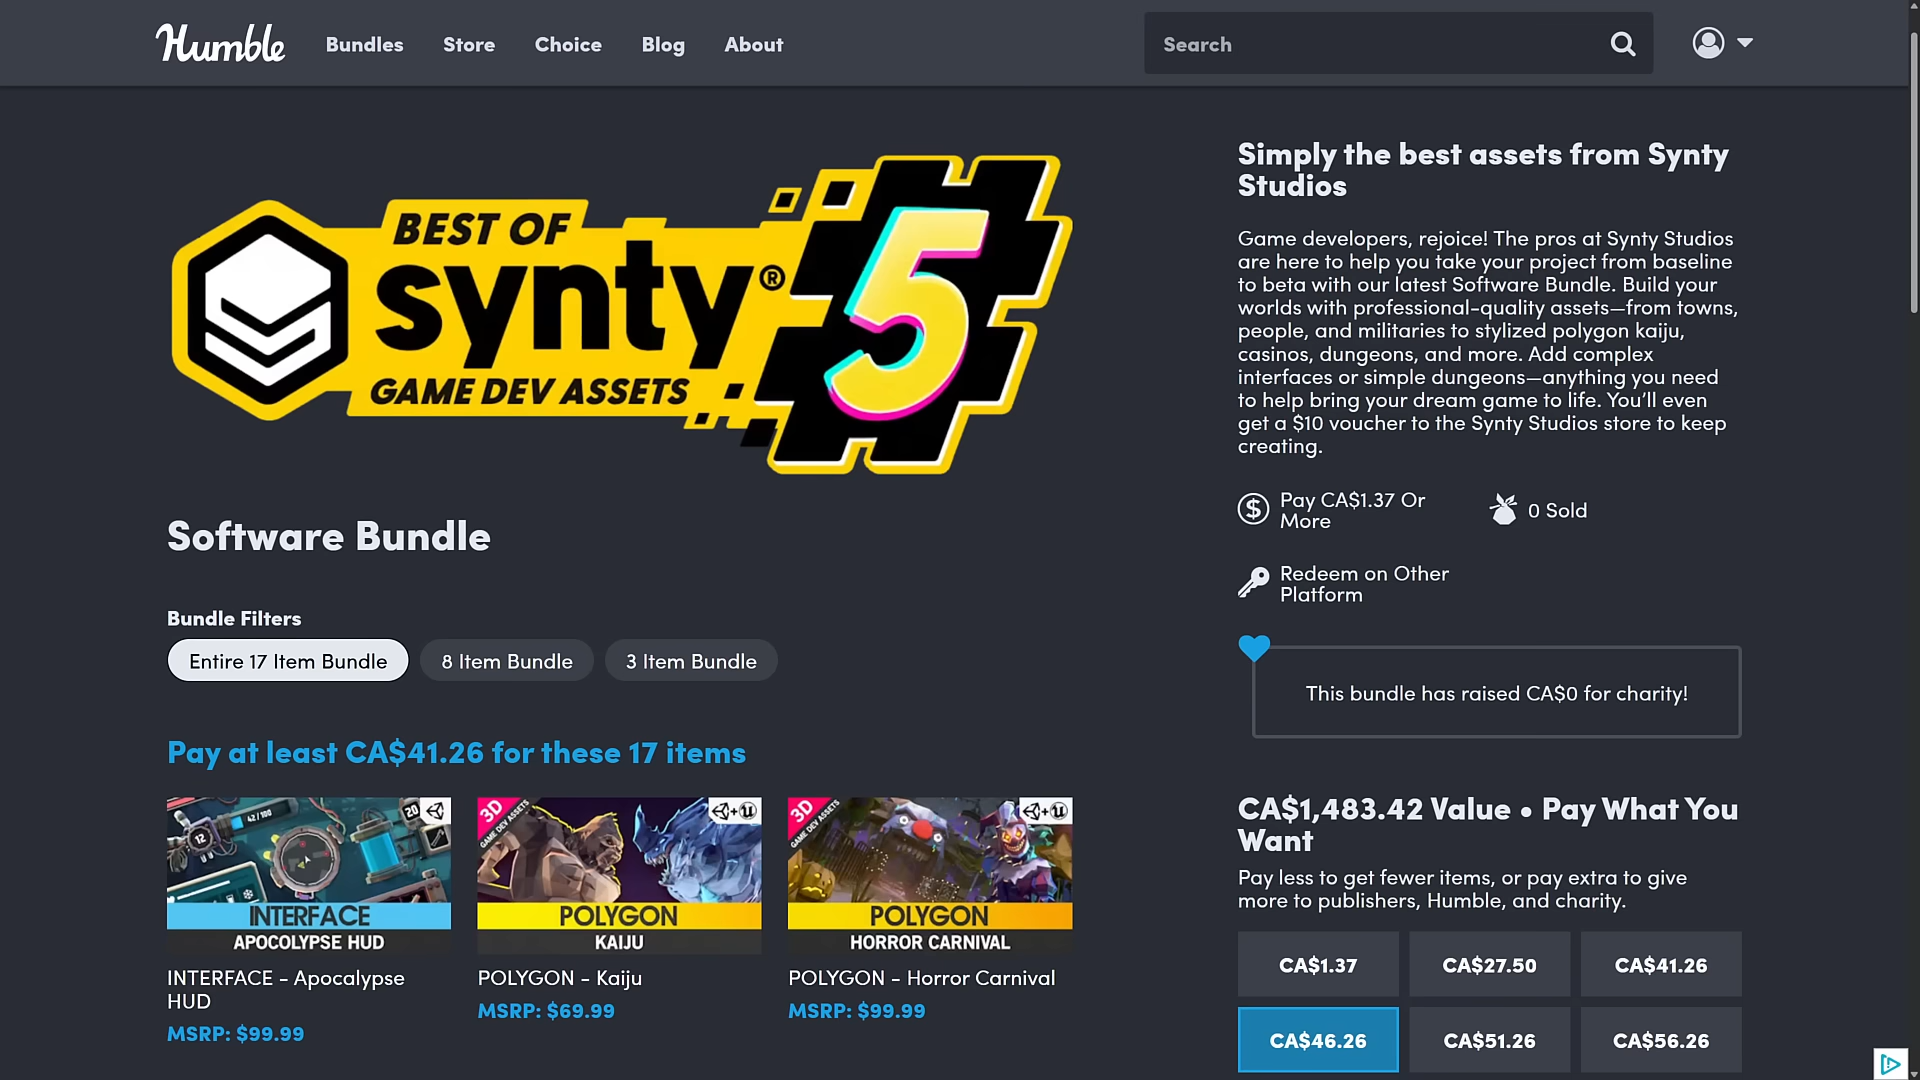 Humble
Bundles
Store
Choice
Blog
About
Search
BEST OF
synty®
GAME DEV ASSETS
5
Simply the best assets from Synty
Studios
Game developers, rejoice! The pros at Synty Studios
are here to help you take your project from baseline
to beta with our latest Software Bundle. Build your
worlds with professional-quality assets—from towns,
people, and militaries to stylized polygon kaiju,
casinos, dungeons, and more. Add complex
interfaces or simple dungeons—anything you need
to help bring your dream game to life. You’ll even
get a $10 voucher to the Synty Studios store to keep
creating.
Pay CA$1.37 Or
More
0 Sold
Redeem on Other
Platform
This bundle has raised CA$0 for charity!
Software Bundle
Bundle Filters
Entire 17 Item Bundle
8 Item Bundle
3 Item Bundle
Pay at least CA$41.26 for these 17 items
12
42/100
20
INTERFACE
APOCOLYPSE HUD
INTERFACE - Apocalypse
HUD
MSRP: $99.99
3D
GAME DEV ASSETS
POLYGON
KAIJU
POLYGON - Kaiju
MSRP: $69.99
3D
GAME DEV ASSETS
POLYGON
HORROR CARNIVAL
POLYGON - Horror Carnival
MSRP: $99.99
CA$1,483.42 Value • Pay What You
Want
Pay less to get fewer items, or pay extra to give
more to publishers, Humble, and charity.
CA$1.37
CA$27.50
CA$41.26
CA$46.26
CA$51.26
CA$56.26